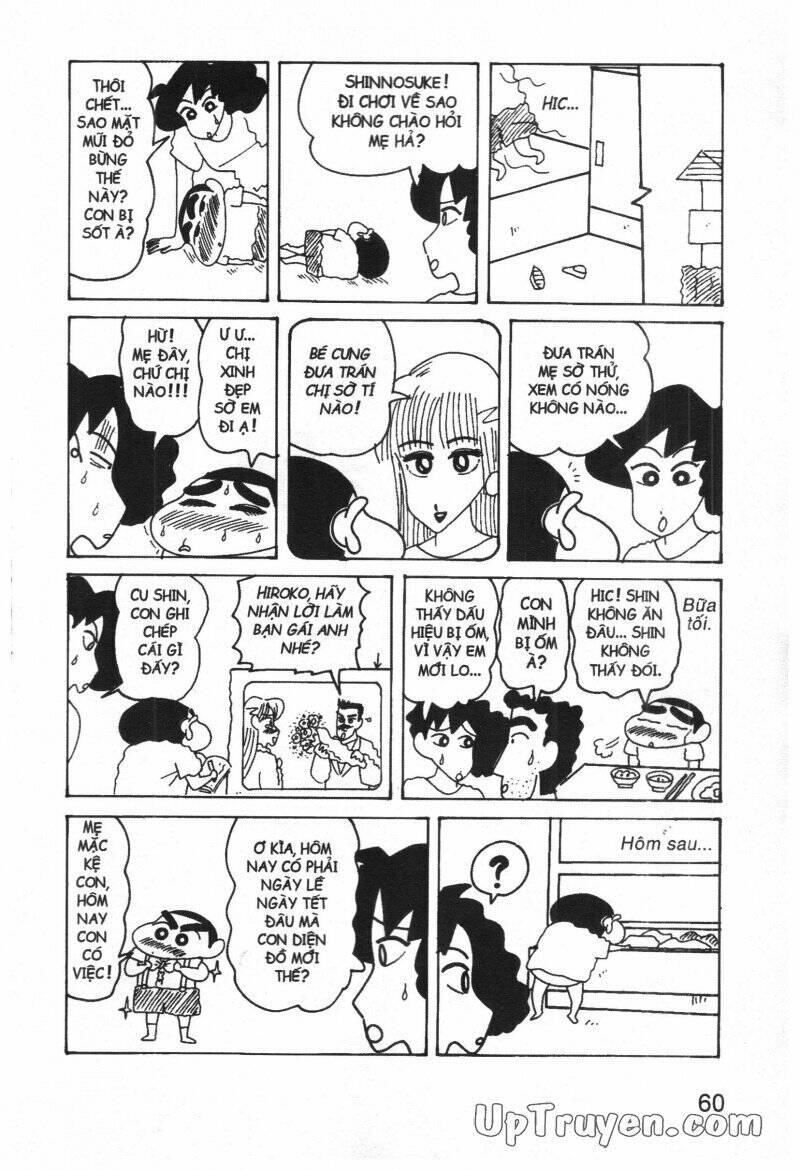 HIC...
SHINNOSUKE!
ĐI CHƠI VỀ SAO
KHÔNG CHÀO HỎI
MẸ HẢ?
THÔI
CHẾT...
SAO MẶT
MŨI ĐỎ
BỪNG
THẾ
NÀY?
CON BỊ
SỐT À?
ĐƯA TRẤN
MẸ SỜ THỬ,
XEM CÓ NÓNG
KHÔNG NÀO...
BÉ CƯNG
ĐƯA TRẤN
CHỊ SỜ TÍ
NÀO!
Ư Ư...
CHỊ
XINH
ĐẸP
SỜ EM
ĐI Ạ!
HỪ!
MẸ ĐÂY,
CHỨ CHỊ
NÀO!!!
Bữa
tối.
HIC! SHIN
KHÔNG ĂN
ĐÂU... SHIN
KHÔNG
THẤY ĐÓI.
CON
MÌNH
BỊ ỐM
À?
KHÔNG
THẤY DẤU
HIỆU BỊ ỐM,
VÌ VẬY EM
MỚI LO...
HIROKO, HÃY
NHẬN LỜI LÀM
BẠN GÁI ANH
NHÉ?
CU SHIN,
CON GHI
CHÉP
CÁI GÌ
ĐẤY?
Hôm sau...
?
Ơ KÌA, HÔM
NAY CÓ PHẢI
NGÀY LỄ
NGÀY TẾT
ĐÂU MÀ
CON DIỆN
ĐỒ MỚI
THẾ?
MẸ
MẶC
KỆ
CON,
HÔM
NAY
CON
CÓ
VIỆC!
60
UPTRUYEN.COM